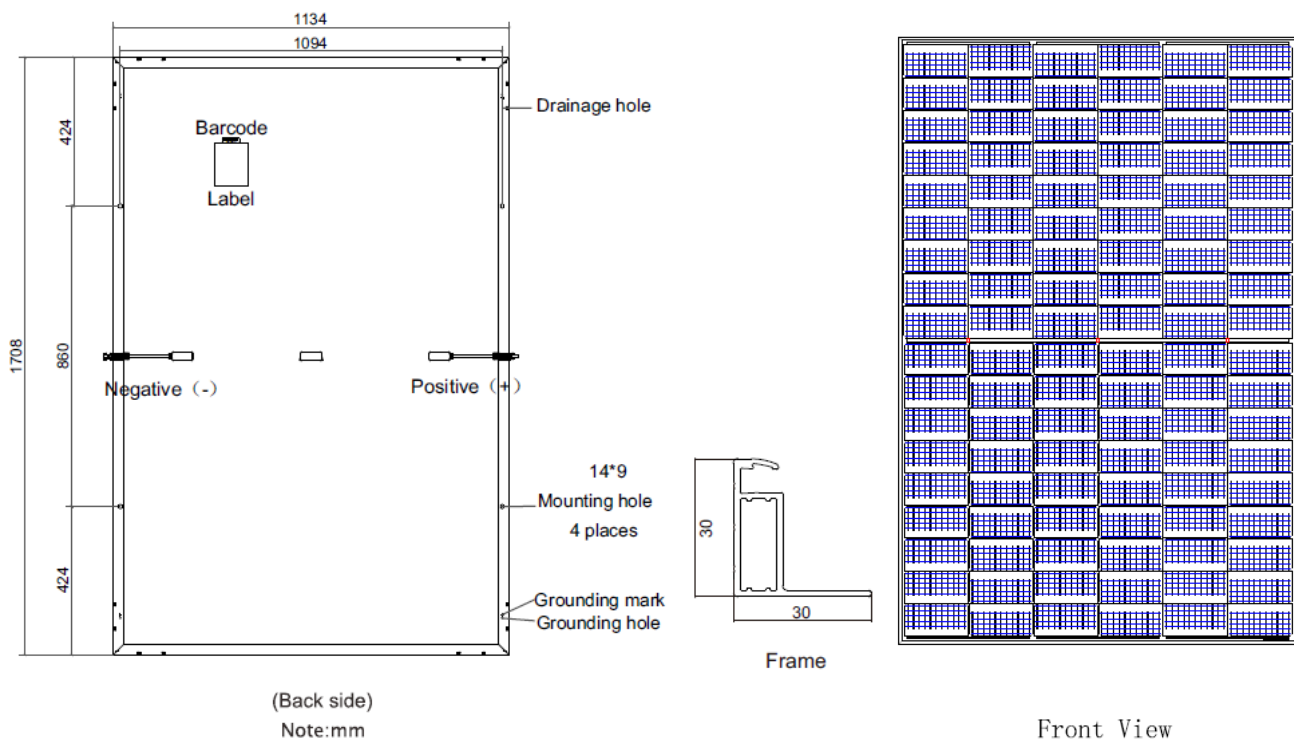 1134
1094
Drainage hole
424
Barcode
Label
1708
860
Negative（-）
Positive（+）
14*9
Mounting hole
4 places
30
424
Grounding mark
Grounding hole
30
Frame
(Back side)
Note:mm
Front View